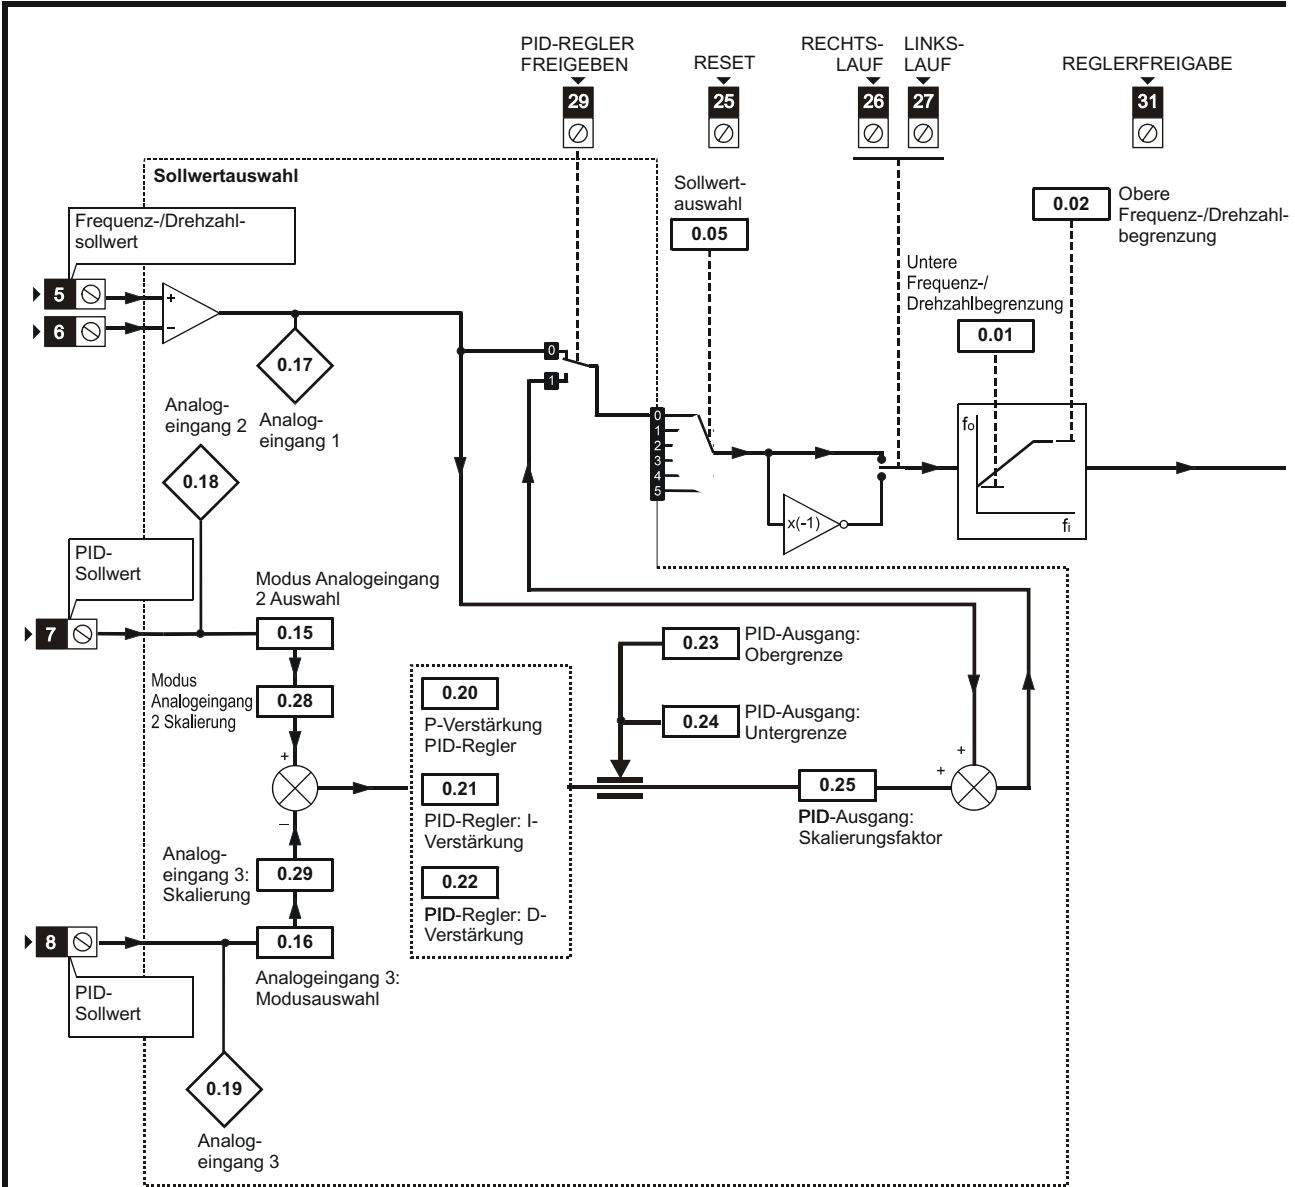 PID-REGLER
FREIGEBEN
29
RESET
25
RECHTS-
LAUF
26
LINKS-
LAUF
27
REGLERFREIGABE
31
Sollwertauswahl
Sollwert-
auswahl
0.05
0.02
Obere
Frequenz-/Drehzahl-
begrenzung
Frequenz-/Drehzahl-
sollwert
5
6
+
−
0.17
Analog-
eingang 1
Untere
Frequenz-/
Drehzahlbegrenzung
0.01
0
1
0
1
2
3
4
5
x(-1)
fo
fi
Analog-
eingang 2
0.18
PID-
Sollwert
7
Modus Analogeingang
2 Auswahl
0.15
Modus
Analogeingang
2 Skalierung
0.28
+
−
0.20
P-Verstärkung
PID-Regler
0.21
PID-Regler: I-
Verstärkung
0.22
PID-Regler: D-
Verstärkung
0.23
PID-Ausgang:
Obergrenze
0.24
PID-Ausgang:
Untergrenze
0.25
PID-Ausgang:
Skalierungsfaktor
+
+
Analog-
eingang 3:
Skalierung
0.29
8
0.16
Analogeingang 3:
Modusauswahl
PID-
Sollwert
0.19
Analog-
eingang 3